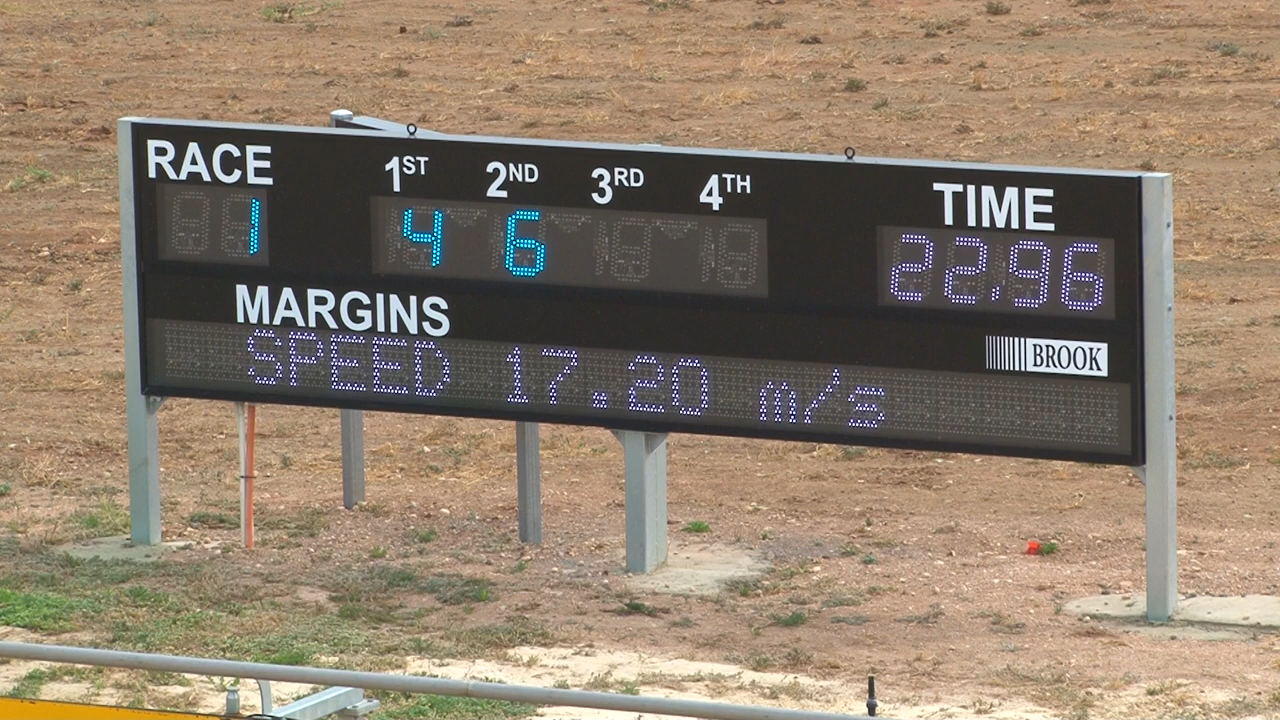 RACE 1ST 2ND 3RD 4TH TIME
1 4 6 22.96
MARGINS
BROOK
SPEED 17.20 m/s